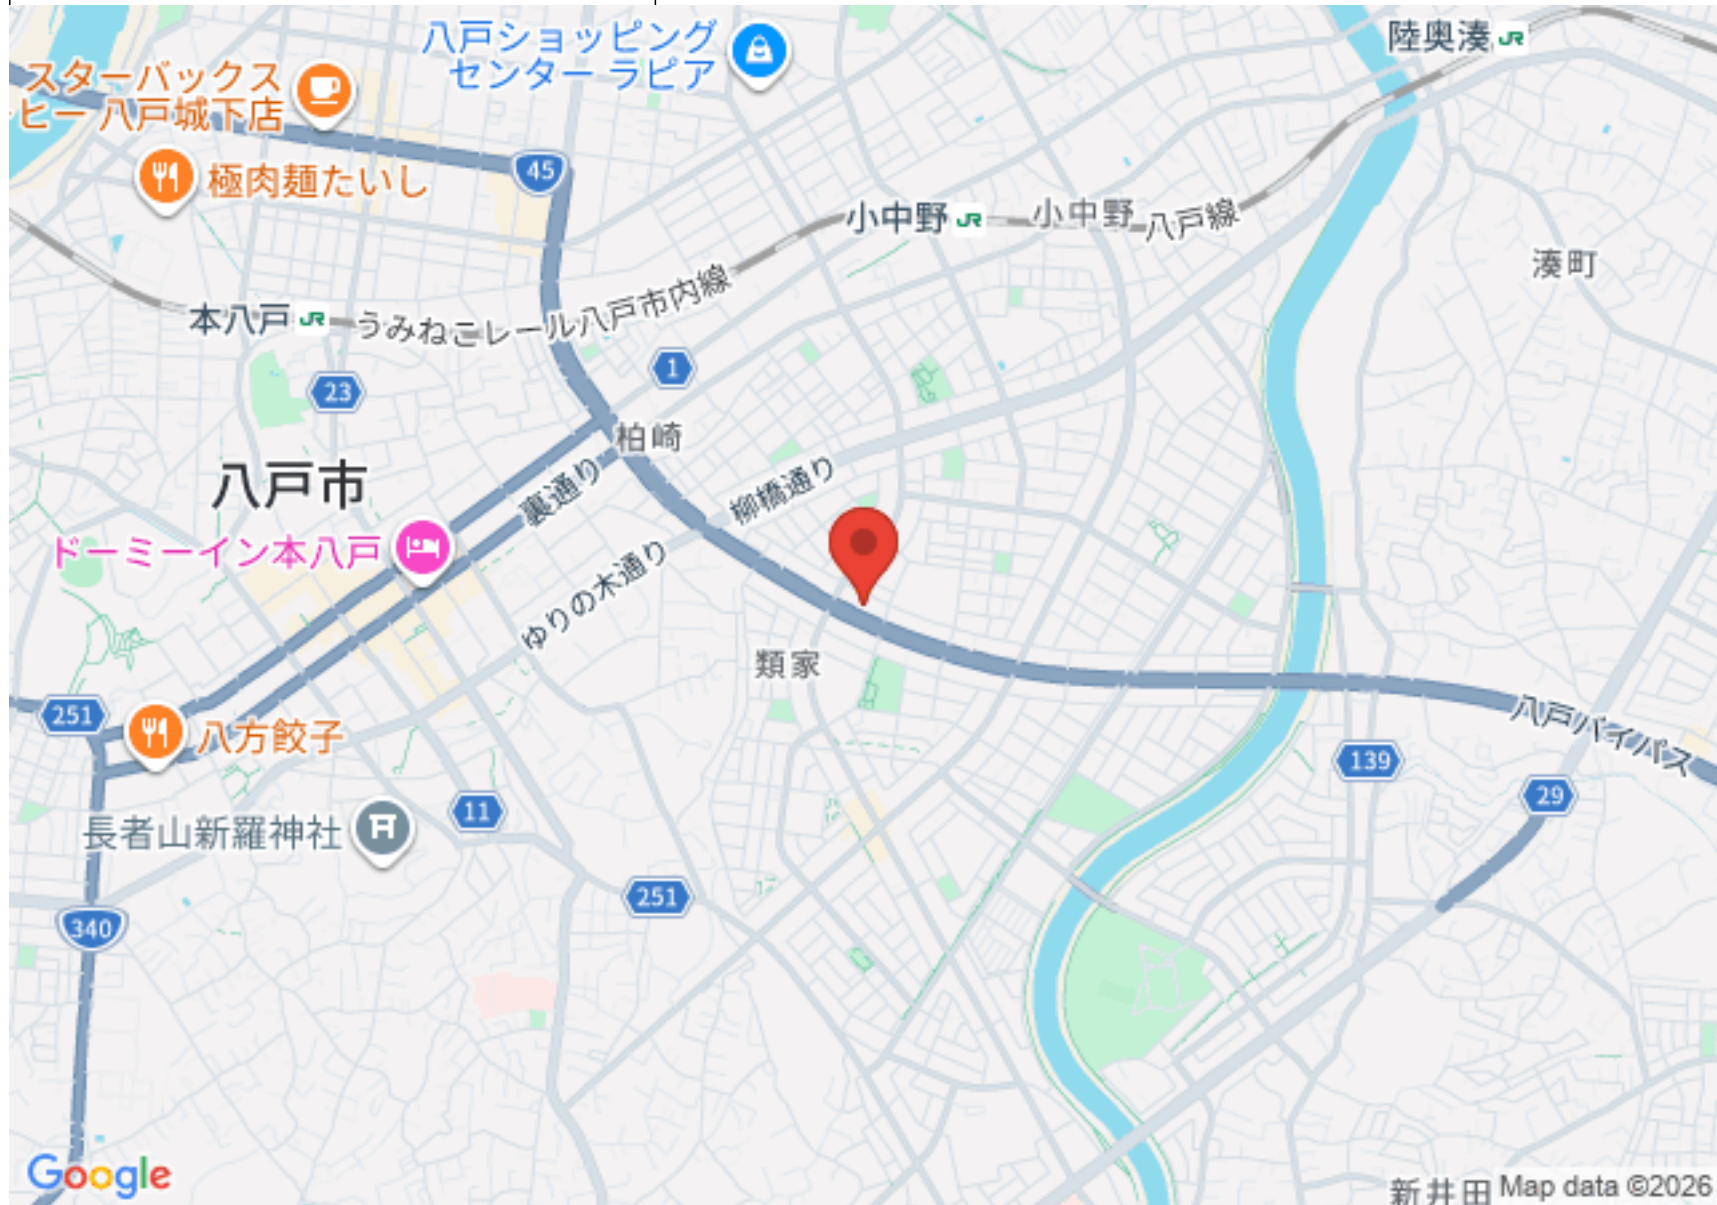 八戸ショッピング
センター ラピア
陸奥湊 JR
スターバックス
ーヒー 八戸城下店
45
極肉麺たいし
小中野 JR
小中野
八戸線
湊町
本八戸 JR
うみねこレール八戸市内線
1
23
柏崎
八戸市
裏通り
柳橋通り
ドーミーイン本八戸
ゆりの木通り
類家
251
八方餃子
八戸バイパス
139
29
11
長者山新羅神社
251
340
Google
新井田
Map data ©2026